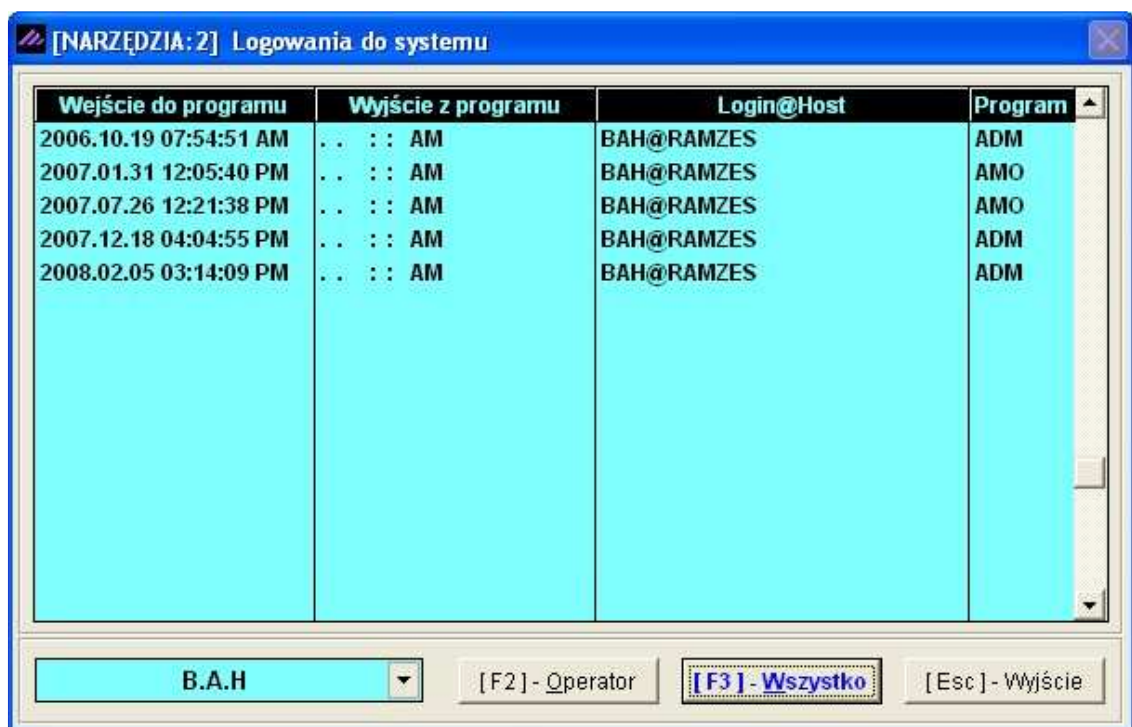 [NARZĘDZIA:2] Logowania do systemu
Wejście do programu Wyjście z programu Login@Host Program
2006.10.19 07:54:51 AM . . : : AM BAH@RAMZES ADM
2007.01.31 12:05:40 PM . . : : AM BAH@RAMZES AMO
2007.07.26 12:21:38 PM . . : : AM BAH@RAMZES AMO
2007.12.18 04:04:55 PM . . : : AM BAH@RAMZES ADM
2008.02.05 03:14:09 PM . . : : AM BAH@RAMZES ADM
B.A.H [F2] - Operator [F3] - Wszystko [Esc] - Wyjście